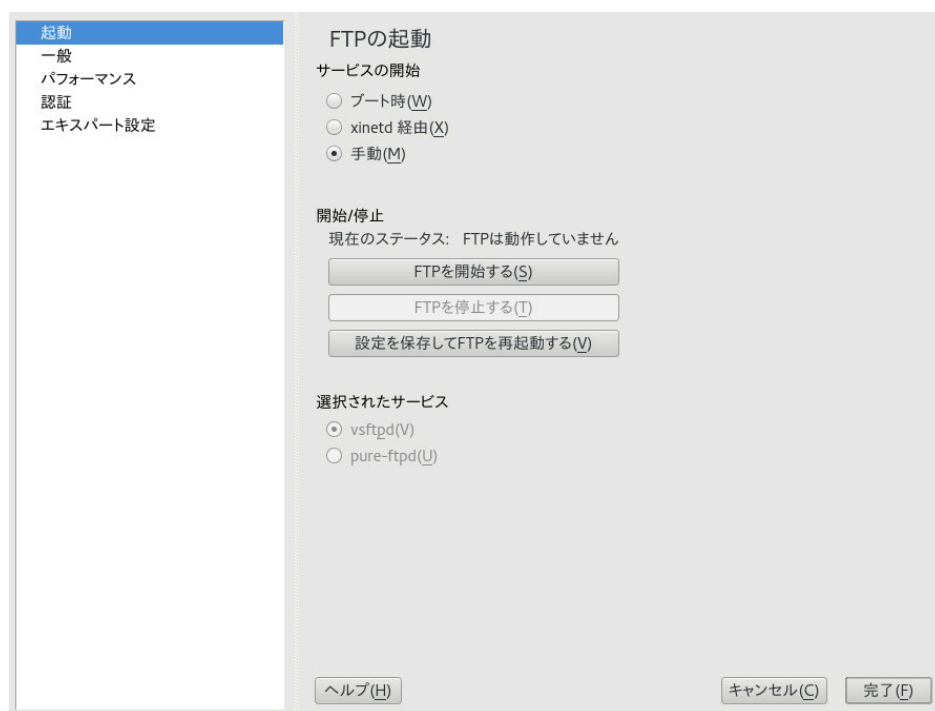 起動
一般
パフォーマンス
認証
エキスパート設定
FTPの起動
サービスの開始
ブート時(W)
xinetd 経由(X)
手動(M)
開始/停止
現在のステータス: FTPは動作していません
FTPを開始する(S)
FTPを停止する(T)
設定を保存してFTPを再起動する(V)
選択されたサービス
vsftpd(V)
pure-ftpd(U)
ヘルプ(H)
キャンセル(C)
完了(F)